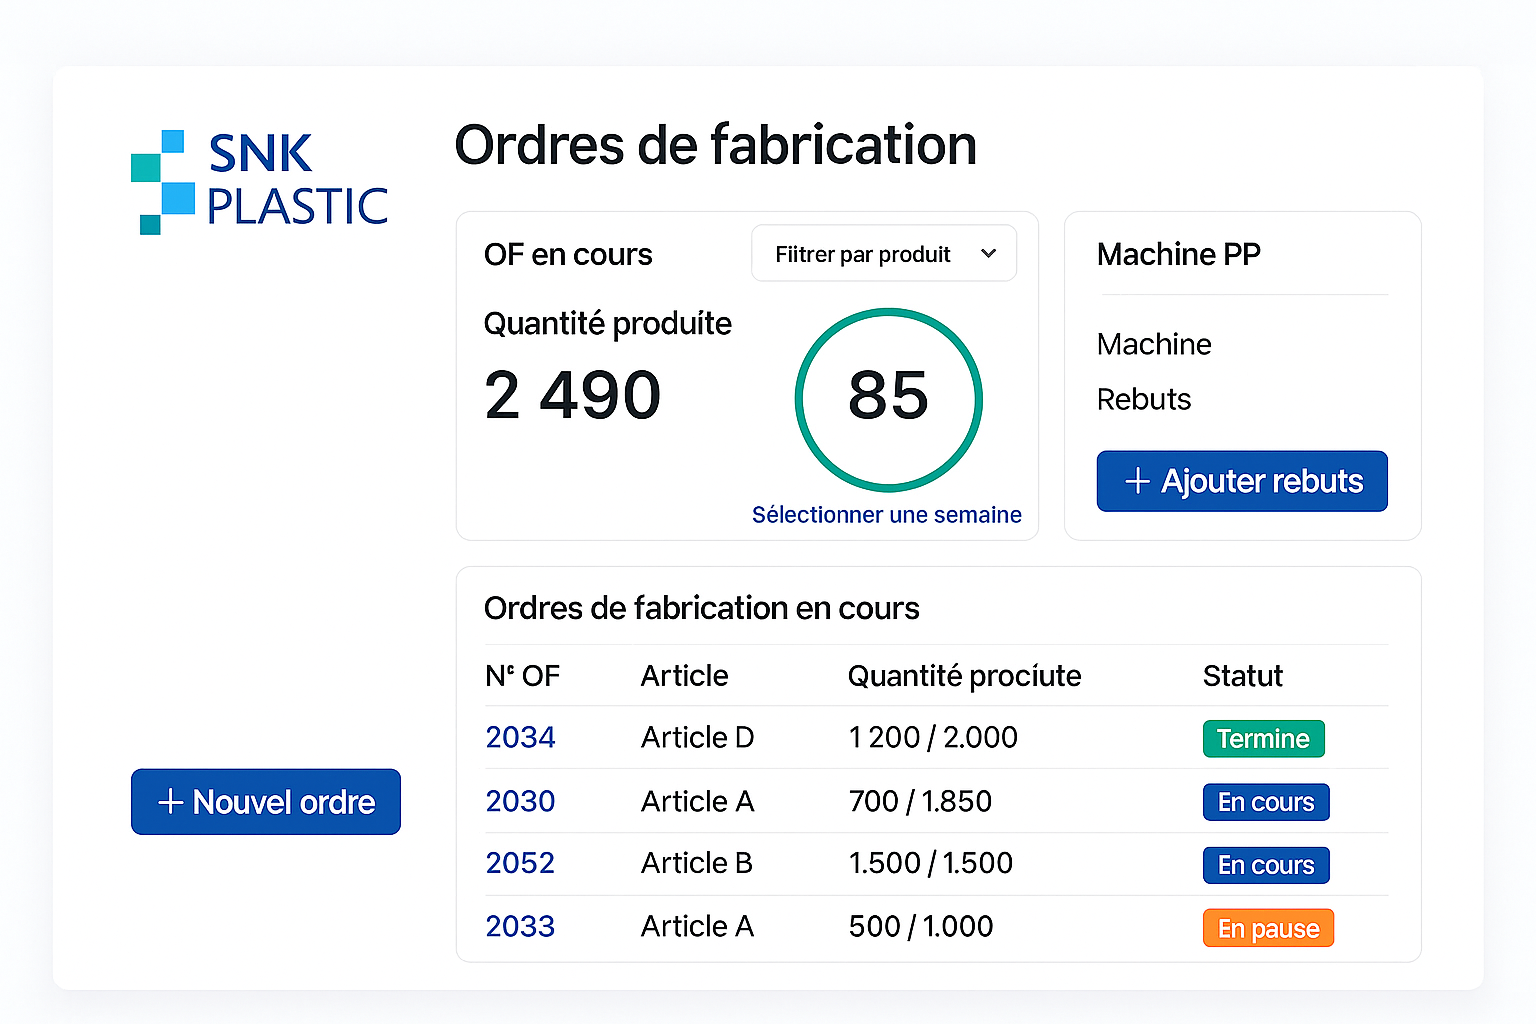 SNK
PLASTIC
Ordres de fabrication
OF en cours
Fiitrer par produit
Quantité produíte
2 490
85
Sélectionner une semaine
Machine PP
Machine
Rebuts
+ Ajouter rebuts
Ordres de fabrication en cours
N° OF Article Quantité procíute Statut
2034 Article D 1 200 / 2.000 Termine
2030 Article A 700 / 1.850 En cours
2052 Article B 1.500 / 1.500 En cours
2033 Article A 500 / 1.000 En pause
+ Nouvel ordre